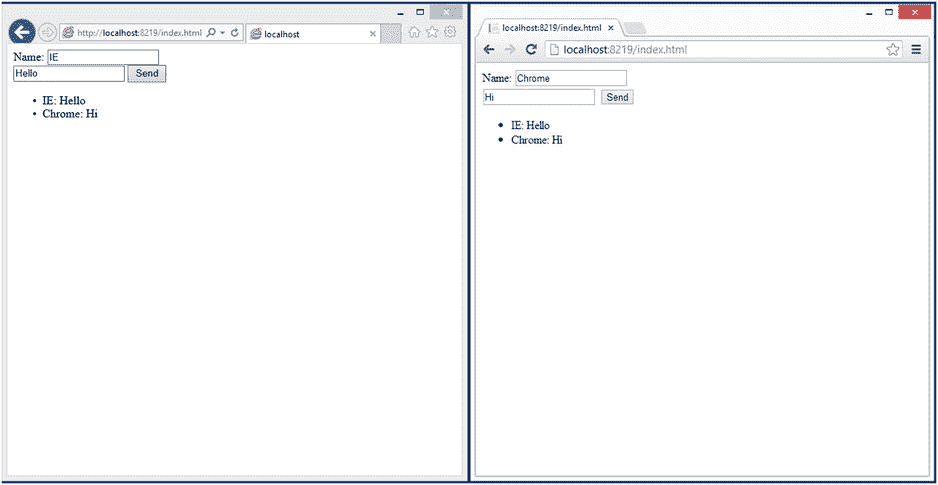 http://localhost:8219/index.html
localhost
Name: IE
Hello Send
• IE: Hello
• Chrome: Hi
localhost:8219/index.html
localhost:8219/index.html
Name: Chrome
Hi Send
• IE: Hello
• Chrome: Hi